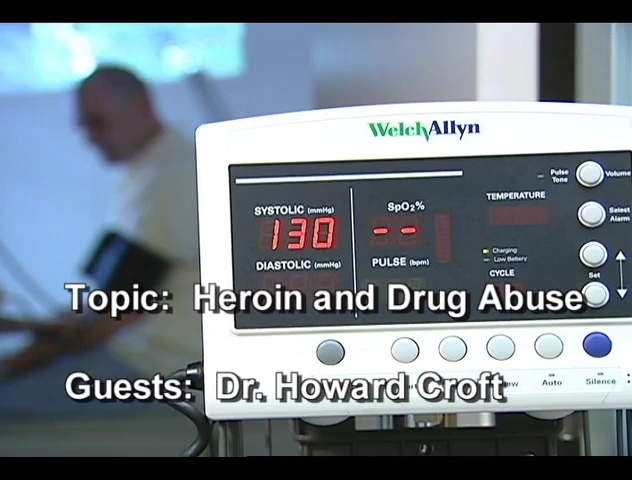 WelchAllyn
Pulse Tone
Volume
SYSTOLIC (mmHg)
130
SpO2%
--
TEMPERATURE
Select Alarm
DIASTOLIC (mmHg)
PULSE (bpm)
Charging
Low Battery
CYCLE
Set
Topic: Heroin and Drug Abuse
Auto
Silence
Guests: Dr. Howard Croft